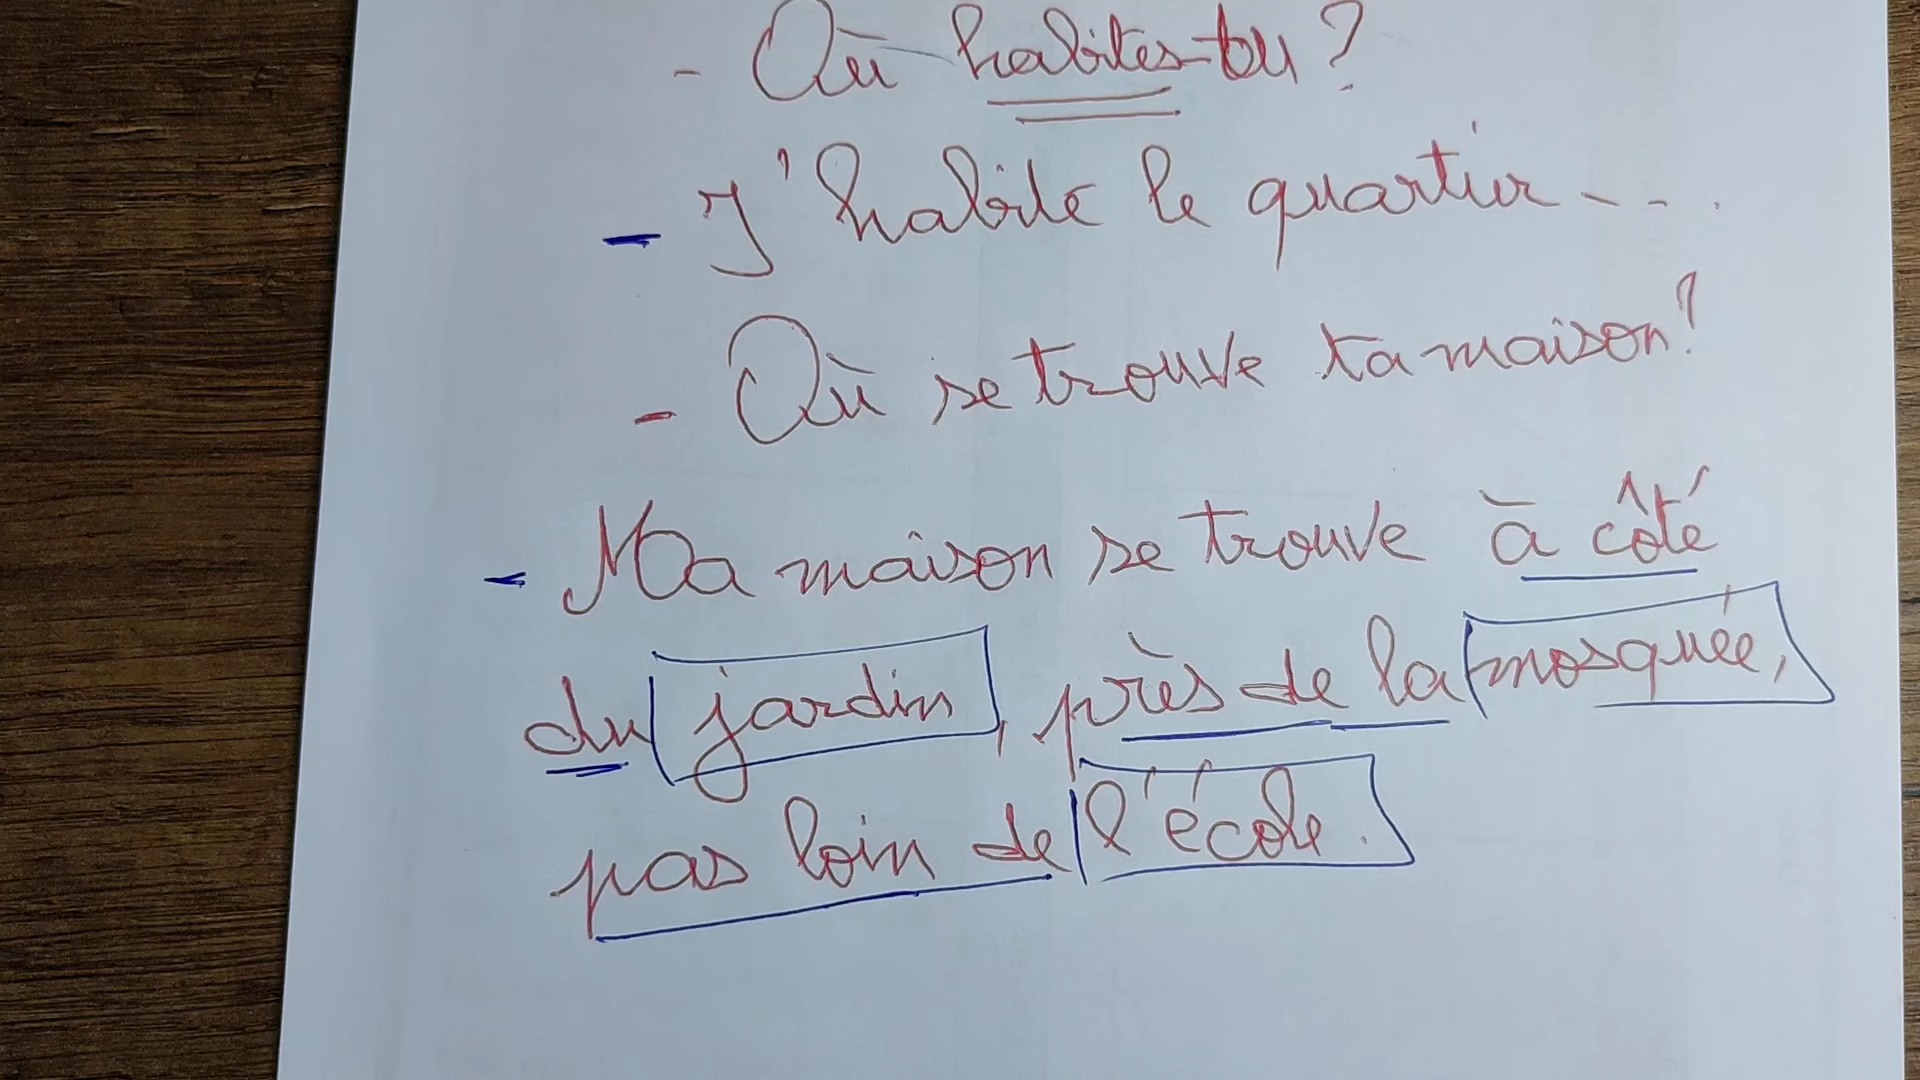 - Où habites-tu ?
- J'habite le quartier - - .
- Où se trouve ta maison ?
- Ma maison se trouve à côté
du jardin, près de la mosquée,
pas loin de l'école.